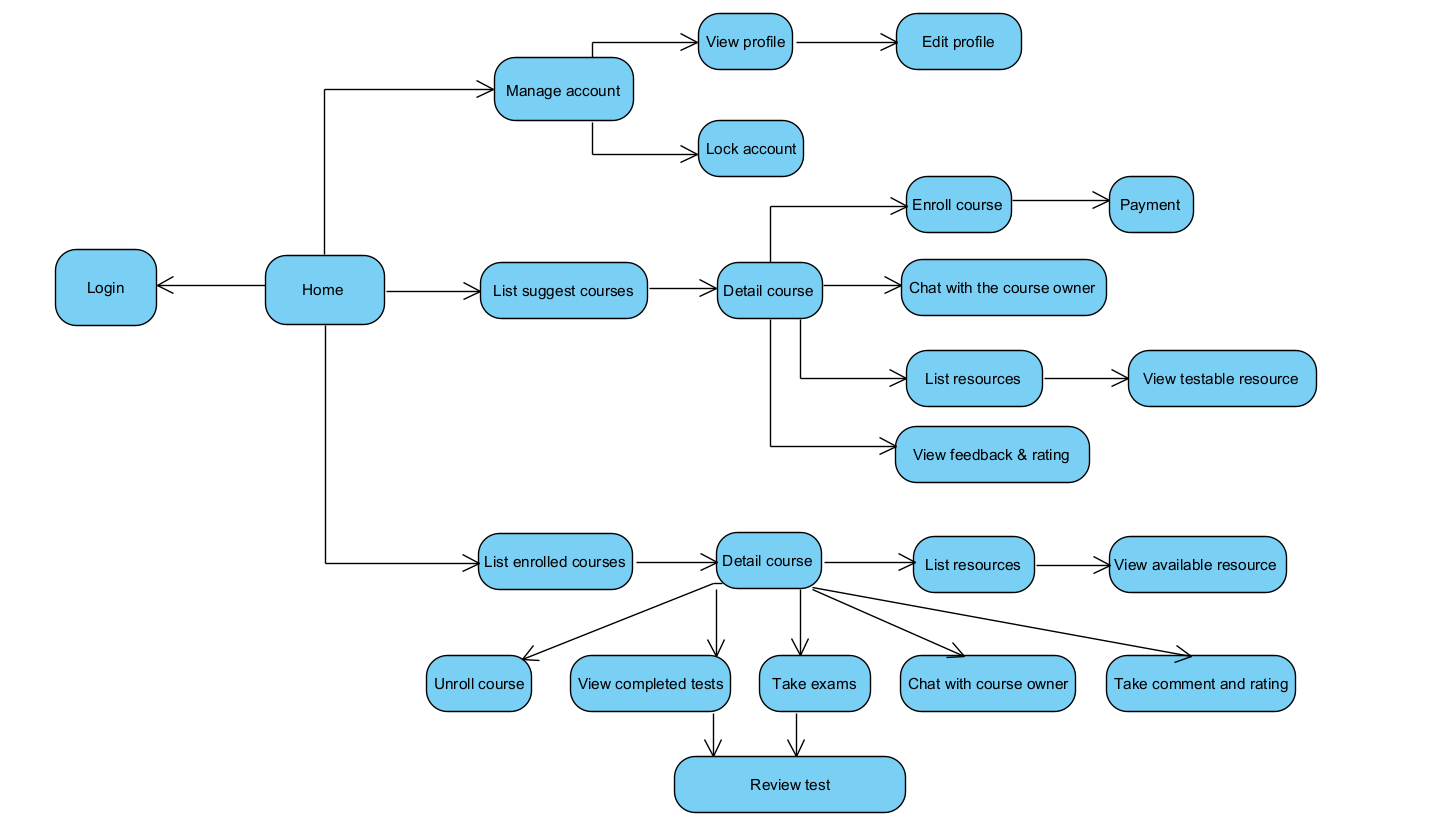 View profile
Edit profile
Manage account
Lock account
Enroll course
Payment
Login
Home
List suggest courses
Detail course
Chat with the course owner
List resources
View testable resource
View feedback & rating
List enrolled courses
Detail course
List resources
View available resource
Unroll course
View completed tests
Take exams
Chat with course owner
Take comment and rating
Review test